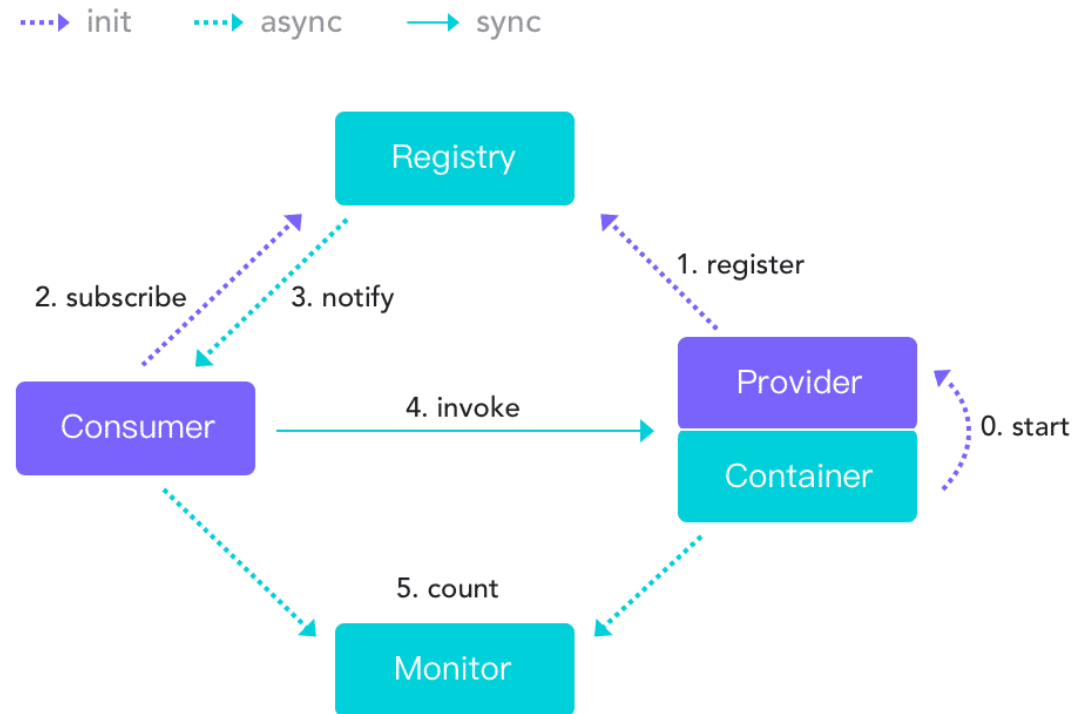 init async sync
Registry
1. register
2. subscribe
3. notify
Provider
4. invoke
Consumer
0. start
Container
5. count
Monitor